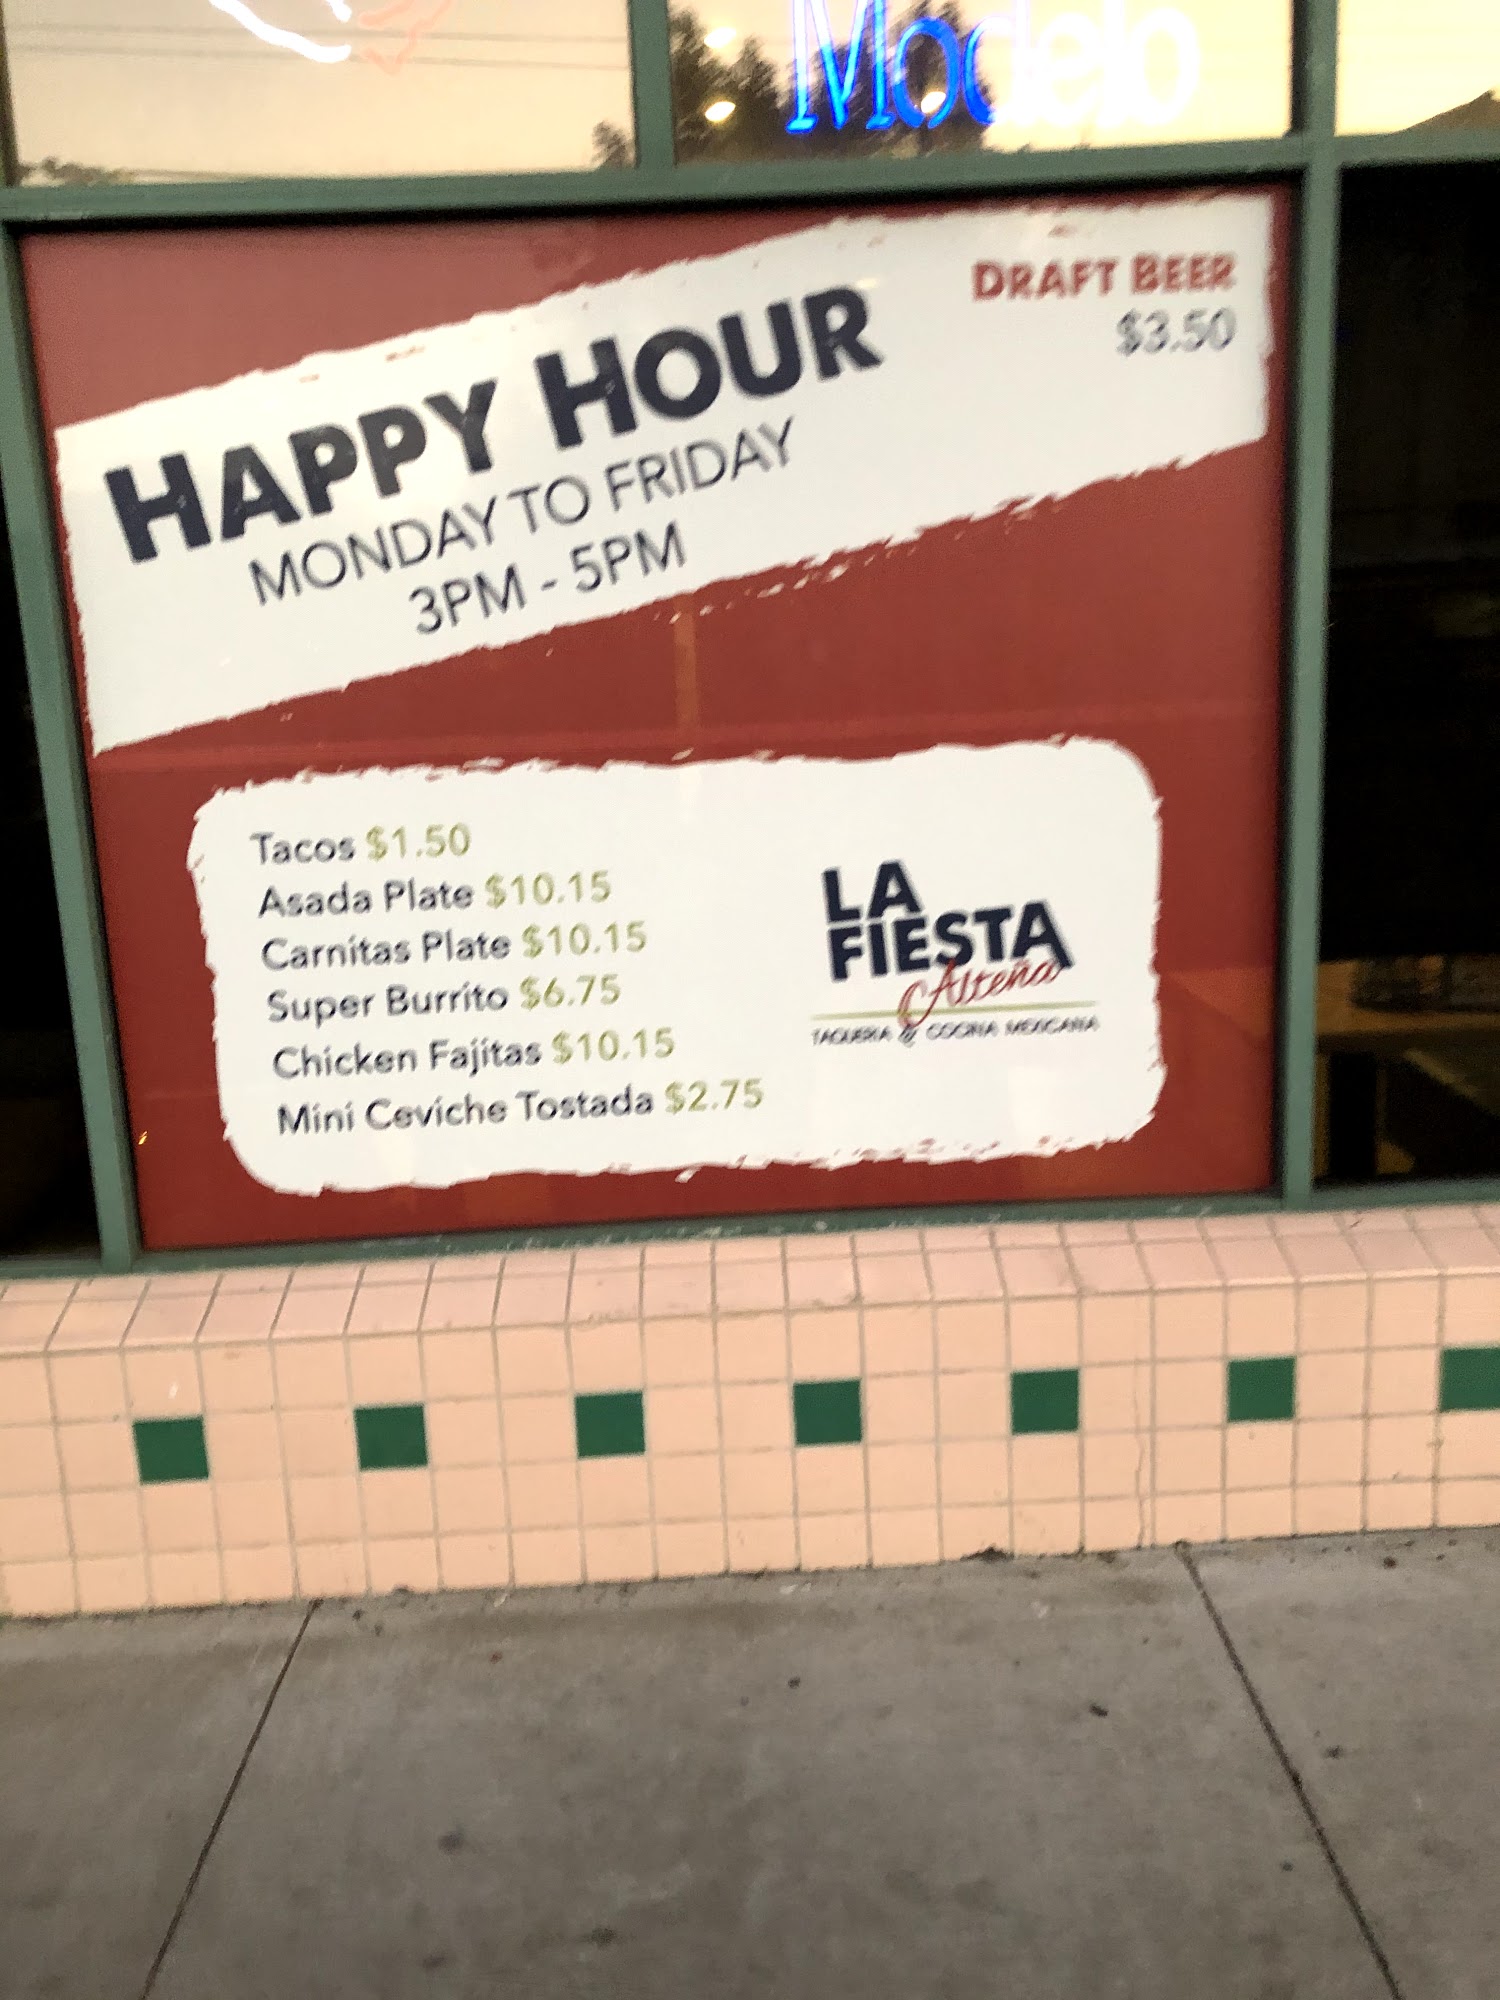 Modelo
HAPPY HOUR
MONDAY TO FRIDAY
3PM - 5PM
DRAFT BEER
$3.50
Tacos $1.50
Asada Plate $10.15
Carnitas Plate $10.15
Super Burrito $6.75
Chicken Fajitas $10.15
Mini Ceviche Tostada $2.75
LA
FIESTA
Alteña
TAQUERIA & COCINA MEXICANA